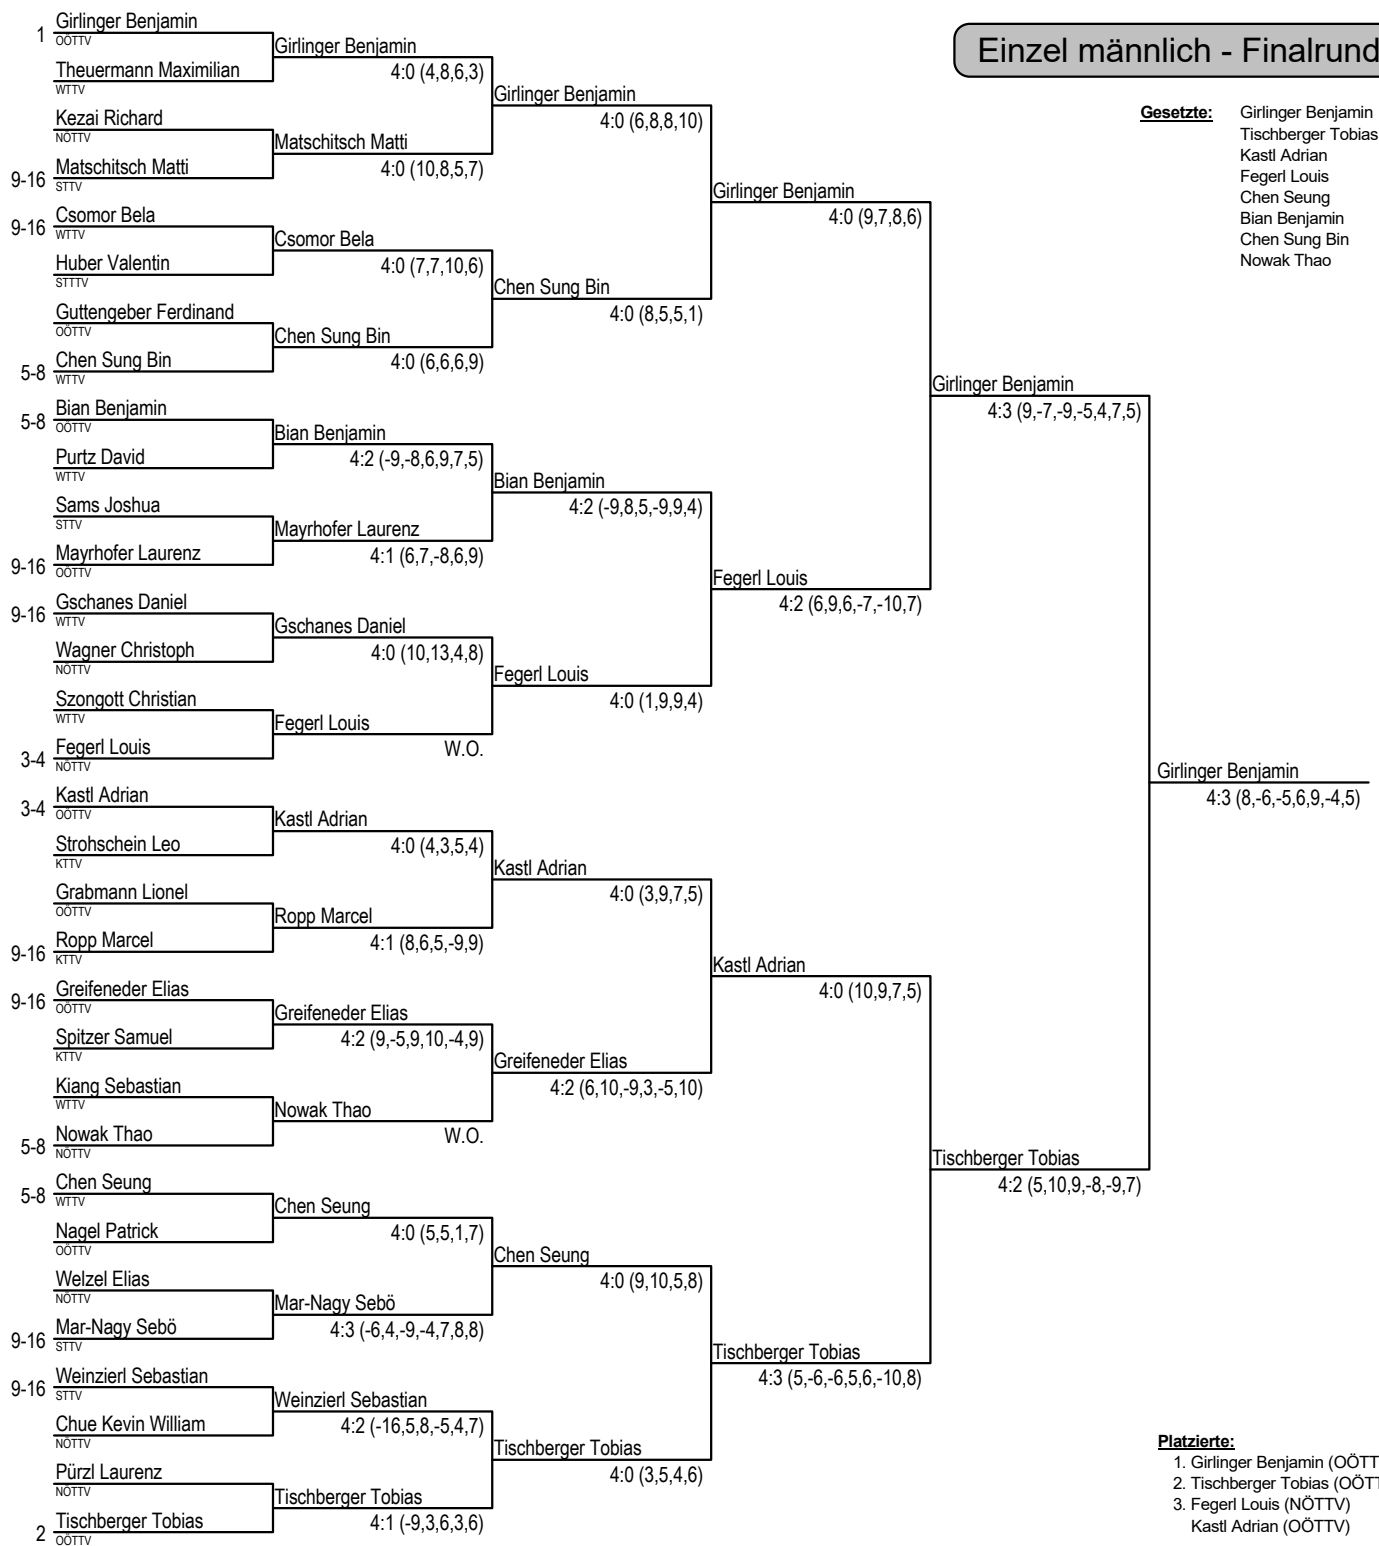 Einzel männlich - Finalrund
Gesetzte: Girlinger Benjamin
Tischberger Tobias
Kastl Adrian
Fegerl Louis
Chen Seung
Bian Benjamin
Chen Sung Bin
Nowak Thao
1 Girlinger Benjamin
OÖTTV
Theuermann Maximilian
WTTV
Kezai Richard
NÖTTV
9-16 Matschitsch Matti
STTV
9-16 Csomor Bela
WTTV
Huber Valentin
STTTV
Guttengeber Ferdinand
OÖTTV
5-8 Chen Sung Bin
WTTV
5-8 Bian Benjamin
OÖTTV
Purtz David
WTTV
Sams Joshua
STTV
9-16 Mayrhofer Laurenz
OÖTTV
9-16 Gschanes Daniel
WTTV
Wagner Christoph
NÖTTV
Szongott Christian
WTTV
3-4 Fegerl Louis
NÖTTV
3-4 Kastl Adrian
OÖTTV
Strohschein Leo
KTTV
Grabmann Lionel
OÖTTV
9-16 Ropp Marcel
KTTV
9-16 Greifeneder Elias
OÖTTV
Spitzer Samuel
KTTV
Kiang Sebastian
WTTV
5-8 Nowak Thao
NÖTTV
5-8 Chen Seung
WTTV
Nagel Patrick
OÖTTV
Welzel Elias
NÖTTV
9-16 Mar-Nagy Sebö
STTV
9-16 Weinzierl Sebastian
STTV
Chue Kevin William
NÖTTV
Pürzl Laurenz
NÖTTV
2 Tischberger Tobias
OÖTTV
Girlinger Benjamin
4:0 (4,8,6,3)
Matschitsch Matti
4:0 (10,8,5,7)
Csomor Bela
4:0 (7,7,10,6)
Chen Sung Bin
4:0 (6,6,6,9)
Bian Benjamin
4:2 (-9,-8,6,9,7,5)
Mayrhofer Laurenz
4:1 (6,7,-8,6,9)
Gschanes Daniel
4:0 (10,13,4,8)
Fegerl Louis
W.O.
Kastl Adrian
4:0 (4,3,5,4)
Ropp Marcel
4:1 (8,6,5,-9,9)
Greifeneder Elias
4:2 (9,-5,9,10,-4,9)
Nowak Thao
W.O.
Chen Seung
4:0 (5,5,1,7)
Mar-Nagy Sebö
4:3 (-6,4,-9,-4,7,8,8)
Weinzierl Sebastian
4:2 (-16,5,8,-5,4,7)
Tischberger Tobias
4:1 (-9,3,6,3,6)
Girlinger Benjamin
4:0 (6,8,8,10)
Chen Sung Bin
4:0 (8,5,5,1)
Bian Benjamin
4:2 (-9,8,5,-9,9,4)
Fegerl Louis
4:0 (1,9,9,4)
Kastl Adrian
4:0 (3,9,7,5)
Greifeneder Elias
4:2 (6,10,-9,3,-5,10)
Chen Seung
4:0 (9,10,5,8)
Tischberger Tobias
4:0 (3,5,4,6)
Girlinger Benjamin
4:0 (9,7,8,6)
Fegerl Louis
4:2 (6,9,6,-7,-10,7)
Kastl Adrian
4:0 (10,9,7,5)
Tischberger Tobias
4:3 (5,-6,-6,5,6,-10,8)
Girlinger Benjamin
4:3 (9,-7,-9,-5,4,7,5)
Tischberger Tobias
4:2 (5,10,9,-8,-9,7)
Girlinger Benjamin
4:3 (8,-6,-5,6,9,-4,5)
Platzierte:
1. Girlinger Benjamin (OÖTT
2. Tischberger Tobias (OÖT
3. Fegerl Louis (NÖTTV)
Kastl Adrian (OÖTTV)